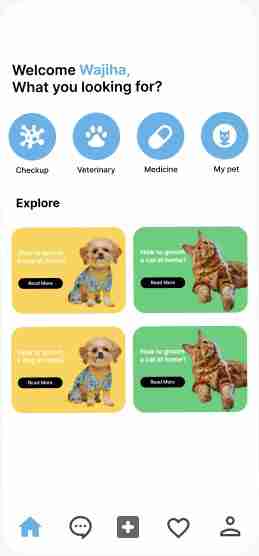 Welcome Wajiha,
What you looking for?
Checkup
Veterinary
Medicine
My pet
Explore
How to groom
a dog at home?
Read More
How to groom
a cat at home?
Read More
How to groom
a dog at home?
Read More
How to groom
a cat at home?
Read More